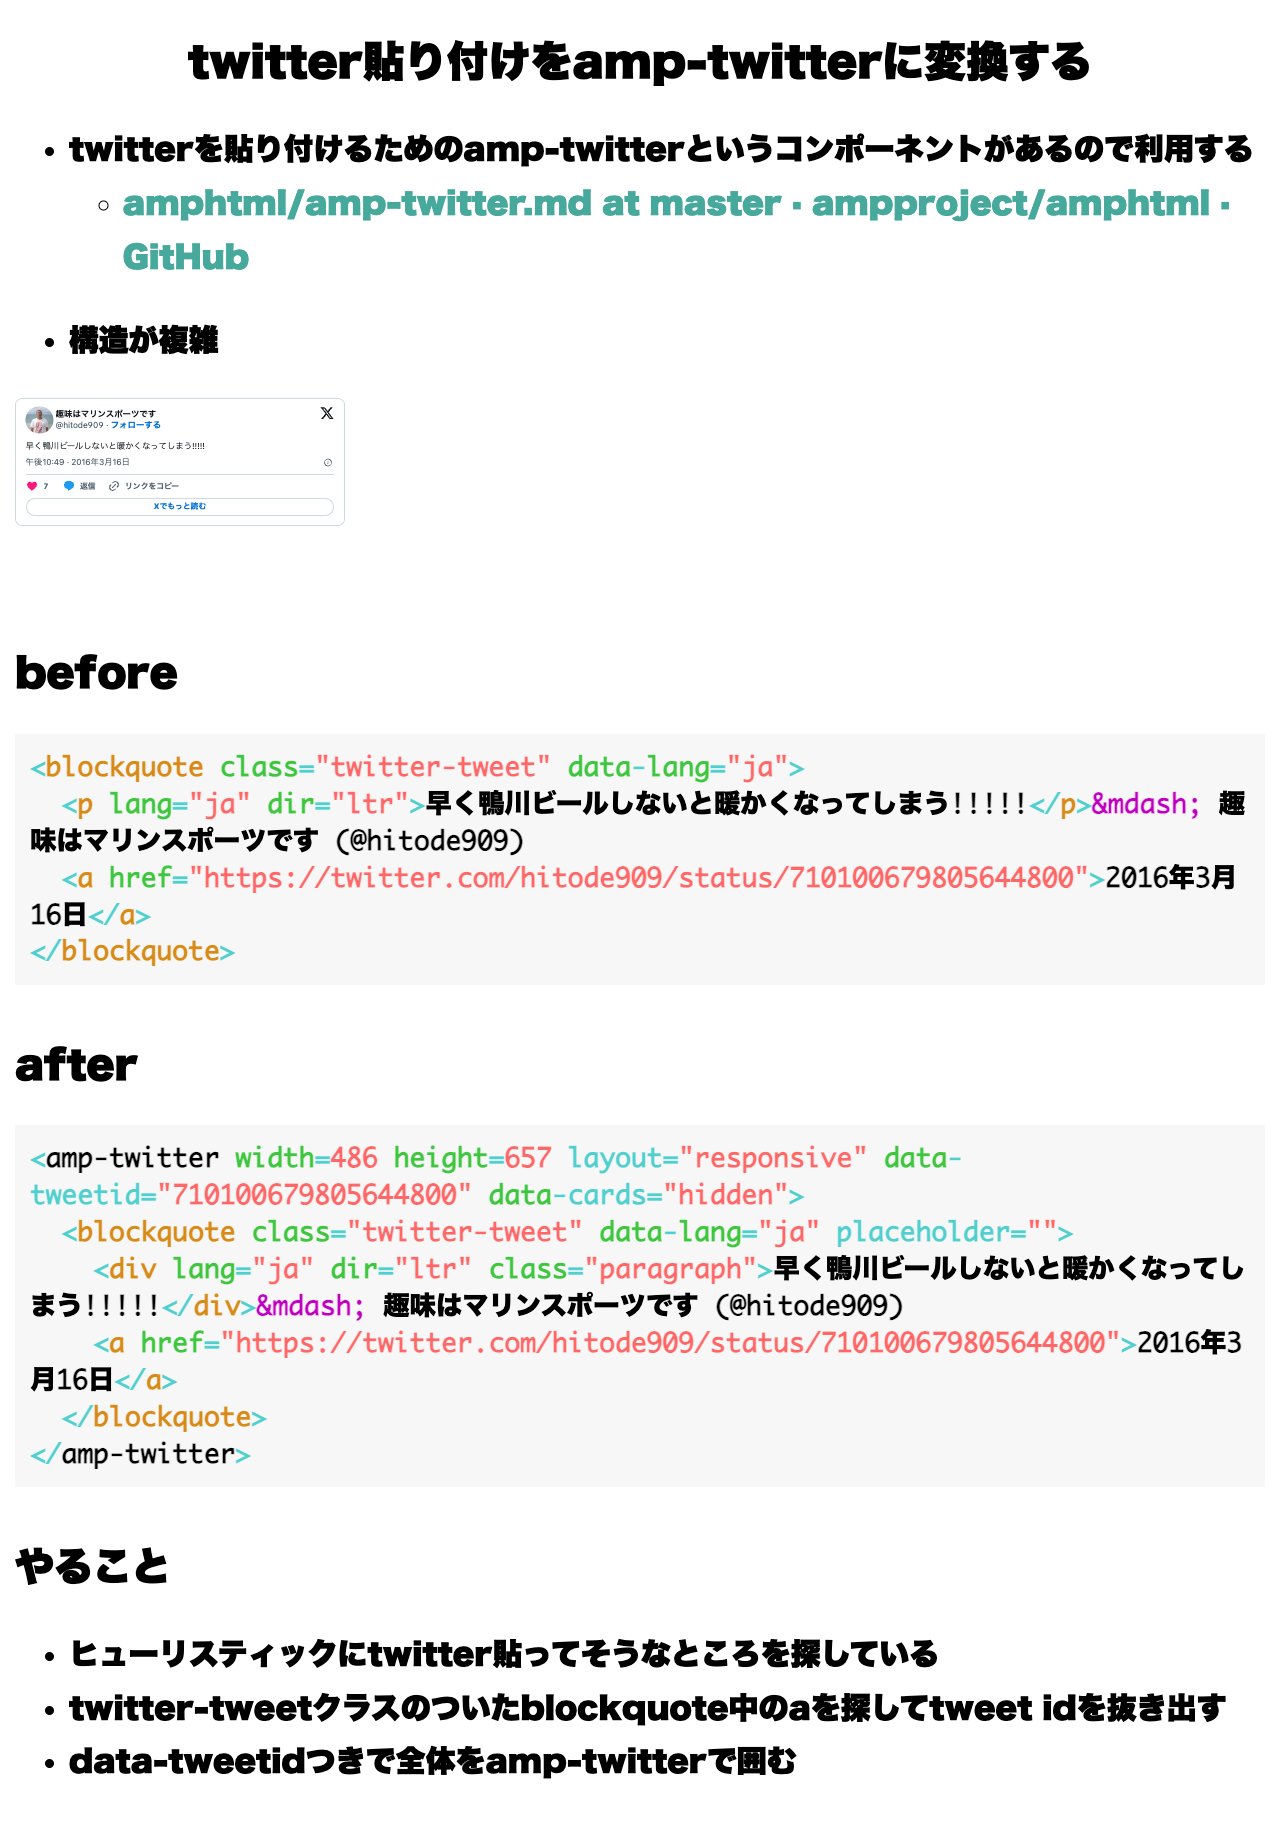 twitter貼り付けをamp-twitterに変換する
• twitterを貼り付けるためのamp-twitterというコンポーネントがあるので利用する
◦ amphtml/amp-twitter.md at master · ampproject/amphtml ·
GitHub
• 構造が複雑
趣味はマリンスポーツです
@hitode909 · フォローする
早く鴨川ビールしないと暖かくなってしまう!!!!!
午後10:49 · 2016年3月16日
7 返信 リンクをコピー
Xでもっと読む
before
<blockquote class="twitter-tweet" data-lang="ja">
  <p lang="ja" dir="ltr">早く鴨川ビールしないと暖かくなってしまう!!!!!</p>&mdash; 趣
味はマリンスポーツです (@hitode909)
  <a href="https://twitter.com/hitode909/status/710100679805644800">2016年3月
16日</a>
</blockquote>
after
<amp-twitter width=486 height=657 layout="responsive" data-
tweetid="710100679805644800" data-cards="hidden">
  <blockquote class="twitter-tweet" data-lang="ja" placeholder="">
    <div lang="ja" dir="ltr" class="paragraph">早く鴨川ビールしないと暖かくなってし
まう!!!!!</div>&mdash; 趣味はマリンスポーツです (@hitode909)
    <a href="https://twitter.com/hitode909/status/710100679805644800">2016年3
月16日</a>
  </blockquote>
</amp-twitter>
やること
• ヒューリスティックにtwitter貼ってそうなところを探している
• twitter-tweetクラスのついたblockquote中のaを探してtweet idを抜き出す
• data-tweetidつきで全体をamp-twitterで囲む